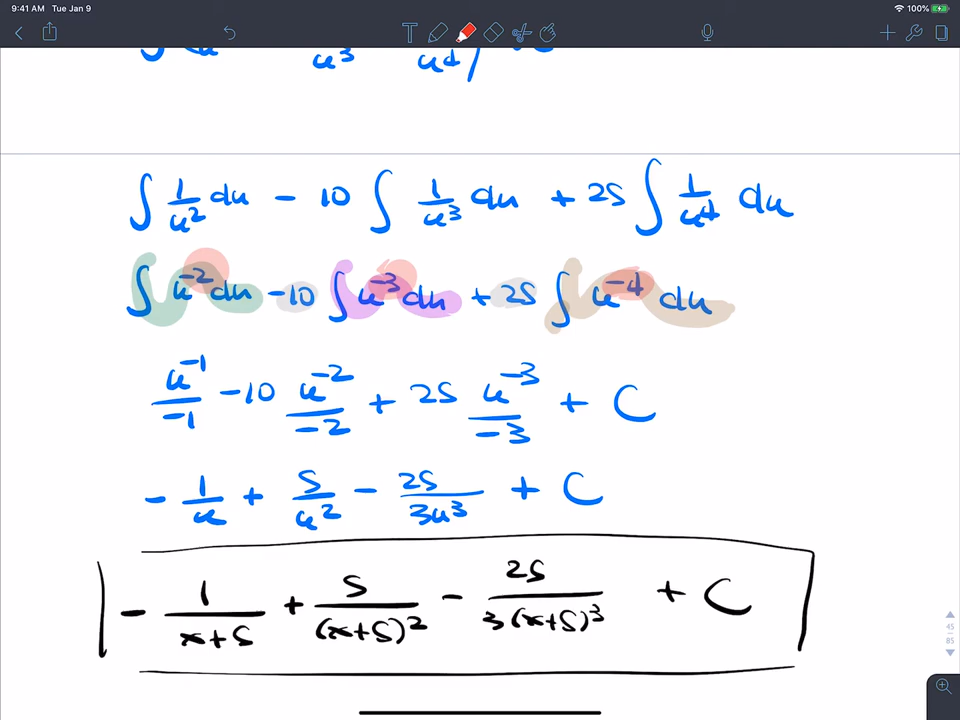 9:41 AM Tue Jan 9
100%
T
u³ u⁴
∫ 1/u² du - 10 ∫ 1/u³ du + 25 ∫ 1/u⁴ du
∫ u⁻² du - 10 ∫ u⁻³ du + 25 ∫ u⁻⁴ du
u⁻¹/-1 - 10 u⁻²/-2 + 25 u⁻³/-3 + C
- 1/u + 5/u² - 25/3u³ + C
- 1/x+5 + 5/(x+5)² - 25/3(x+5)³ + C
45
85